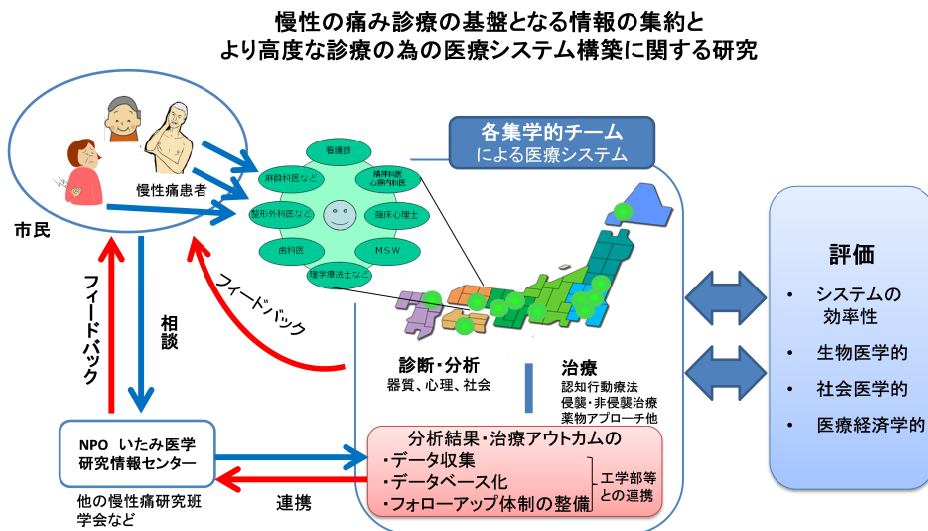 慢性の痛み診療の基盤となる情報の集約と
より高度な診療の為の医療システム構築に関する研究
慢性痛患者
市民
看護師
麻酔科医など
精神科医
心療内科医
整形外科医など
臨床心理士
歯科医
MSW
理学療法士など
各集学的チーム
による医療システム
フィードバック
相談
フィードバック
診断・分析
器質、心理、社会
治療
認知行動療法
侵襲・非侵襲治療
薬物アプローチ他
評価
• システムの
効率性
• 生物医学的
• 社会医学的
• 医療経済学的
NPO いたみ医学
研究情報センター
他の慢性痛研究班
学会など
連携
分析結果・治療アウトカムの
・データ収集
・データベース化
・フォローアップ体制の整備
工学部等
との連携